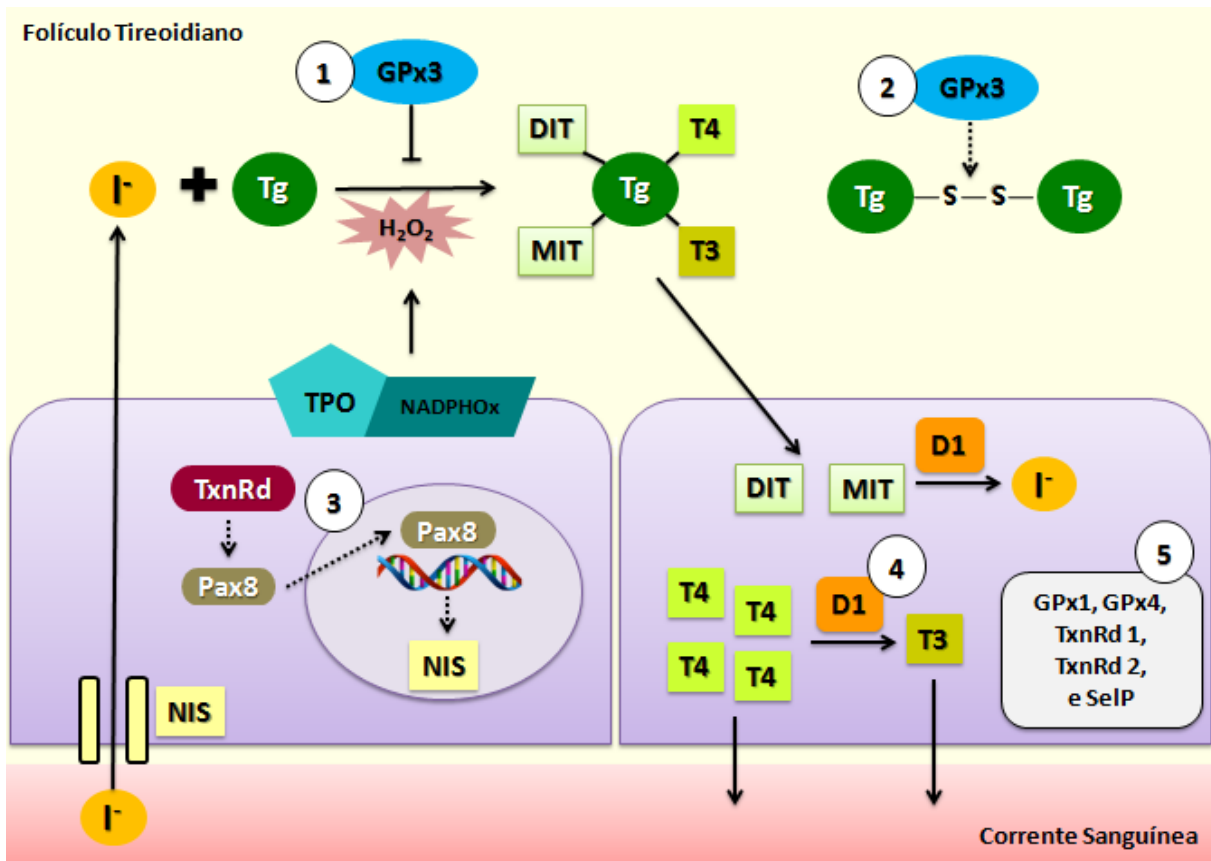 Folículo Tireoidiano
1
GPx3
2
GPx3
DIT
T4
I-
+
Tg
H2O2
Tg
MIT
T3
Tg
S
S
Tg
TPO
NADPHOx
TxnRd
3
Pax8
Pax8
NIS
NIS
I-
D1
DIT
MIT
I-
T4
T4
T4
T4
D1
4
T3
5
GPx1, GPx4,
TxnRd 1,
TxnRd 2,
e SelP
Corrente Sanguínea